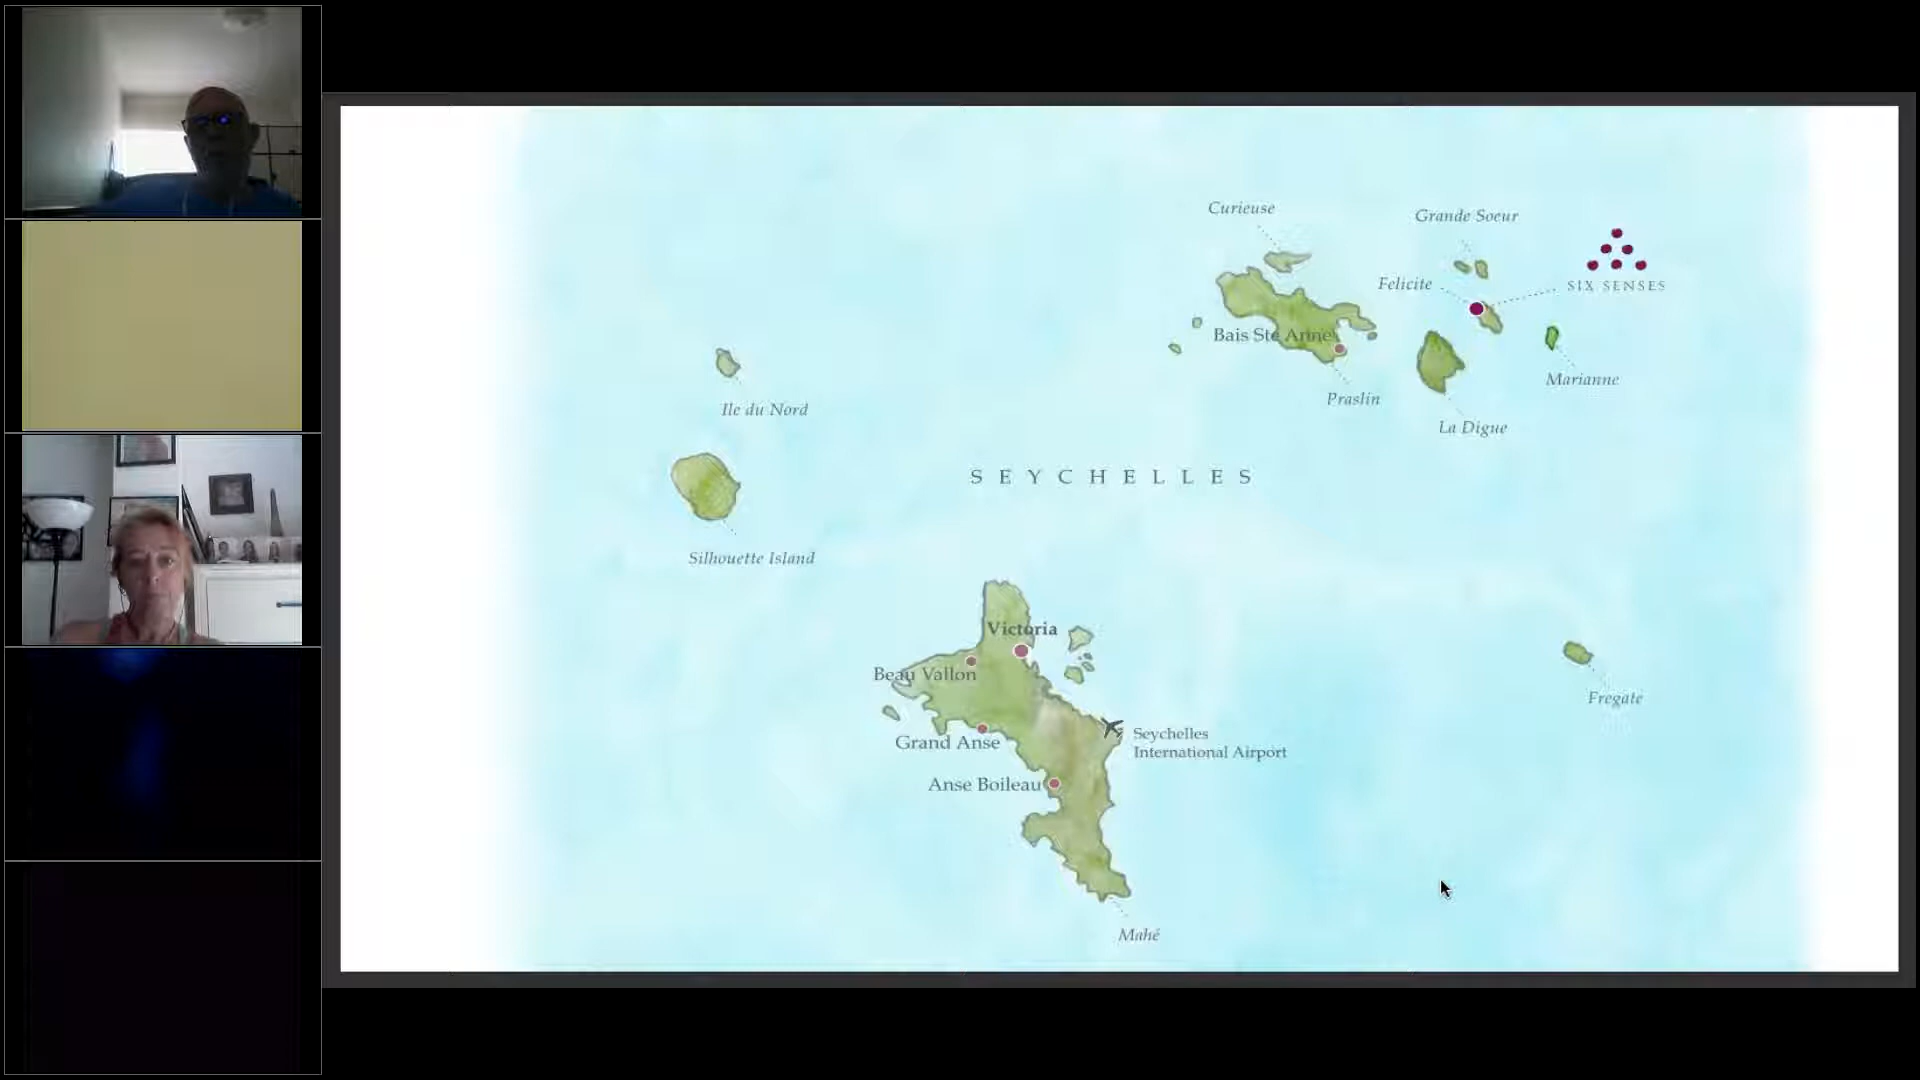 Curieuse
Grande Soeur
Felicite
SIX SENSES
Bais Ste Anne
Marianne
Praslin
Ile du Nord
La Digue
SEYCHELLES
Silhouette Island
Victoria
Beau Vallon
Fregate
Grand Anse
Seychelles
International Airport
Anse Boileau
Mahé